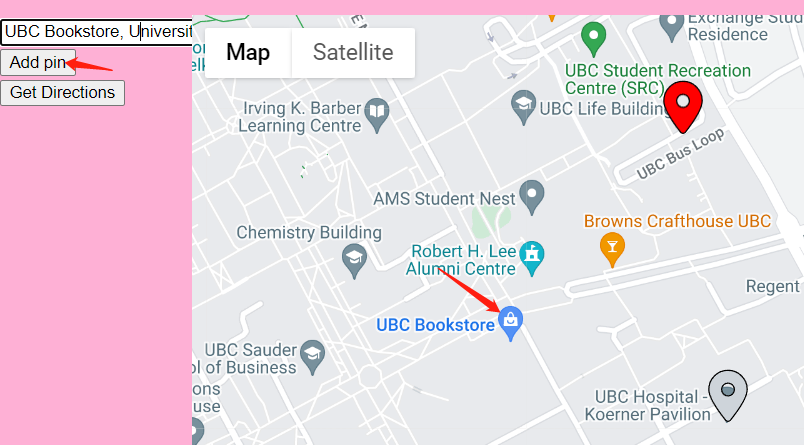 UBC Bookstore, Universit
Add pin
Get Directions
Map
Satellite
Exchange Stud
Residence
UBC Student Recreation
Centre (SRC)
Irving K. Barber
Learning Centre
UBC Life Building
UBC Bus Loop
AMS Student Nest
Chemistry Building
Browns Crafthouse UBC
Robert H. Lee
Alumni Centre
Regent
UBC Bookstore
UBC Sauder
ol of Business
ons
use
UBC Hospital -
Koerner Pavilion